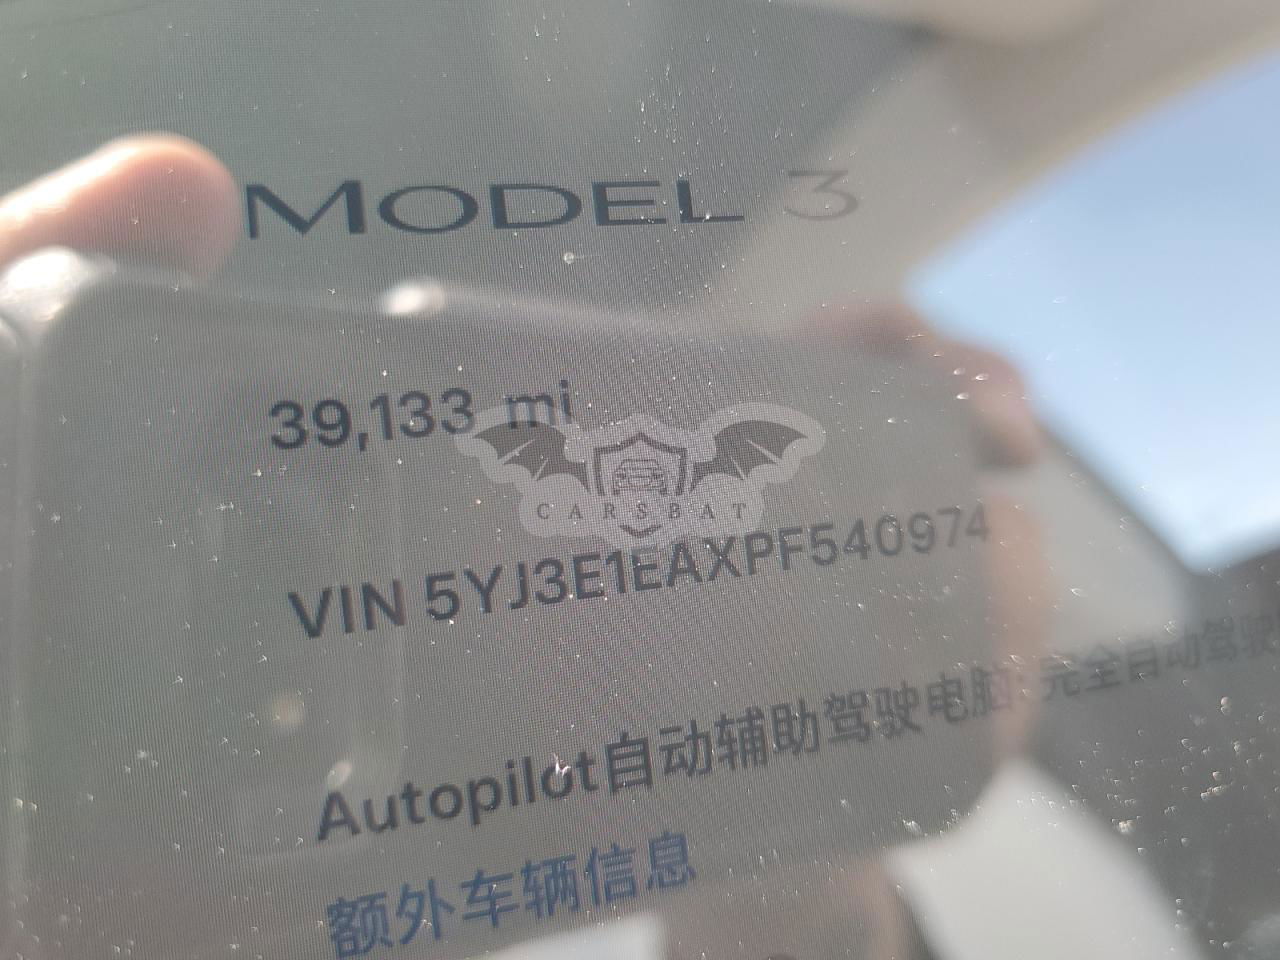 MODEL 3
39,133 mi
CARSBAT
VIN 5YJ3E1EAXPF540974
Autopilot自动辅助驾驶电脑: 完全自动驾驶
额外车辆信息